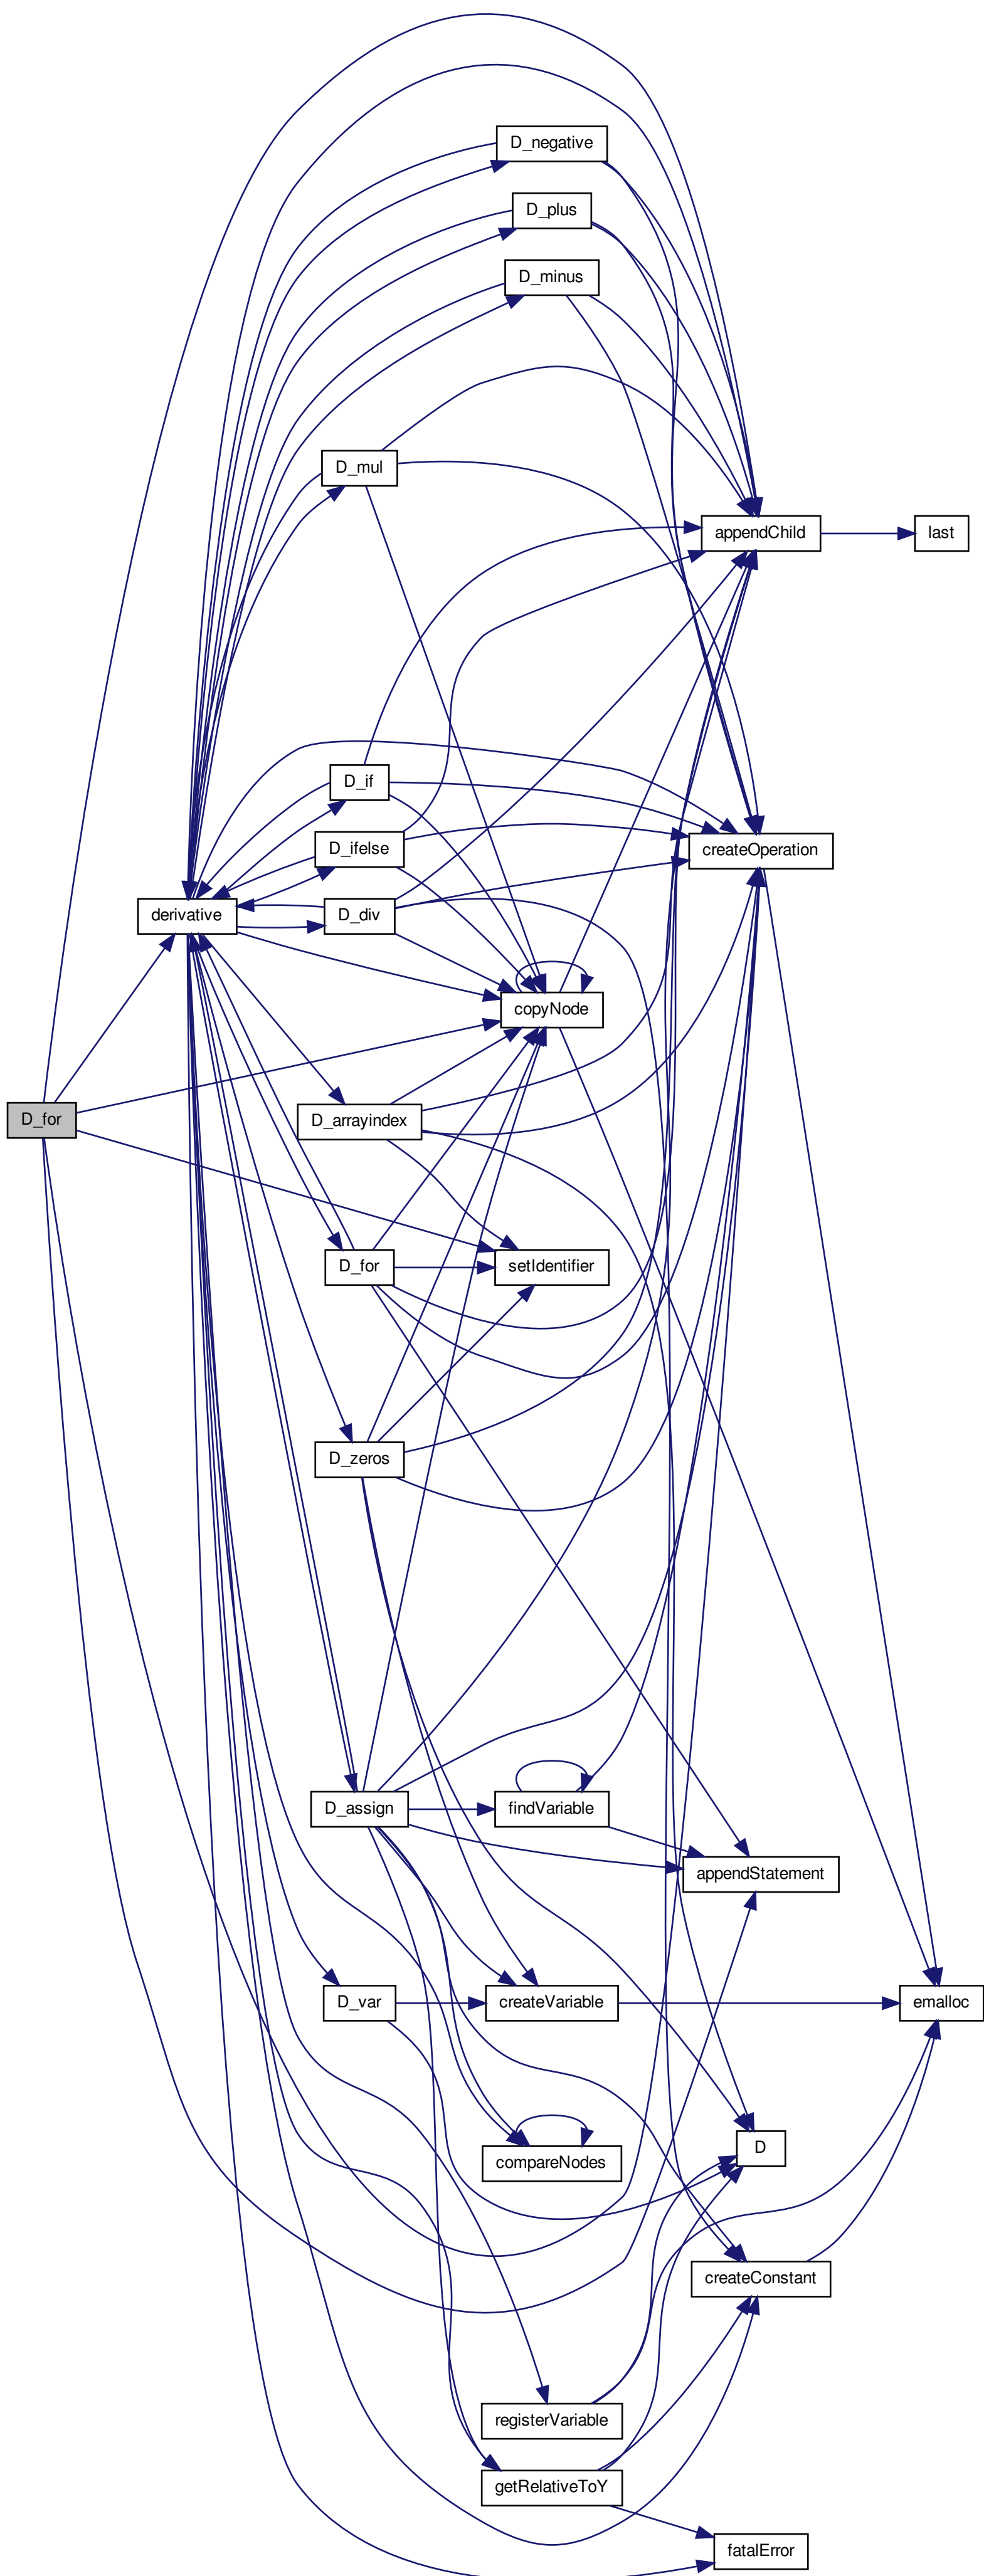 D_negative
D_plus
D_minus
D_mul
appendChild
last
D_if
D_ifelse
createOperation
derivative
D_div
copyNode
D_for
D_arrayindex
D_for
setIdentifier
D_zeros
D_assign
findVariable
appendStatement
D_var
createVariable
emalloc
D
compareNodes
createConstant
registerVariable
getRelativeToY
fatalError